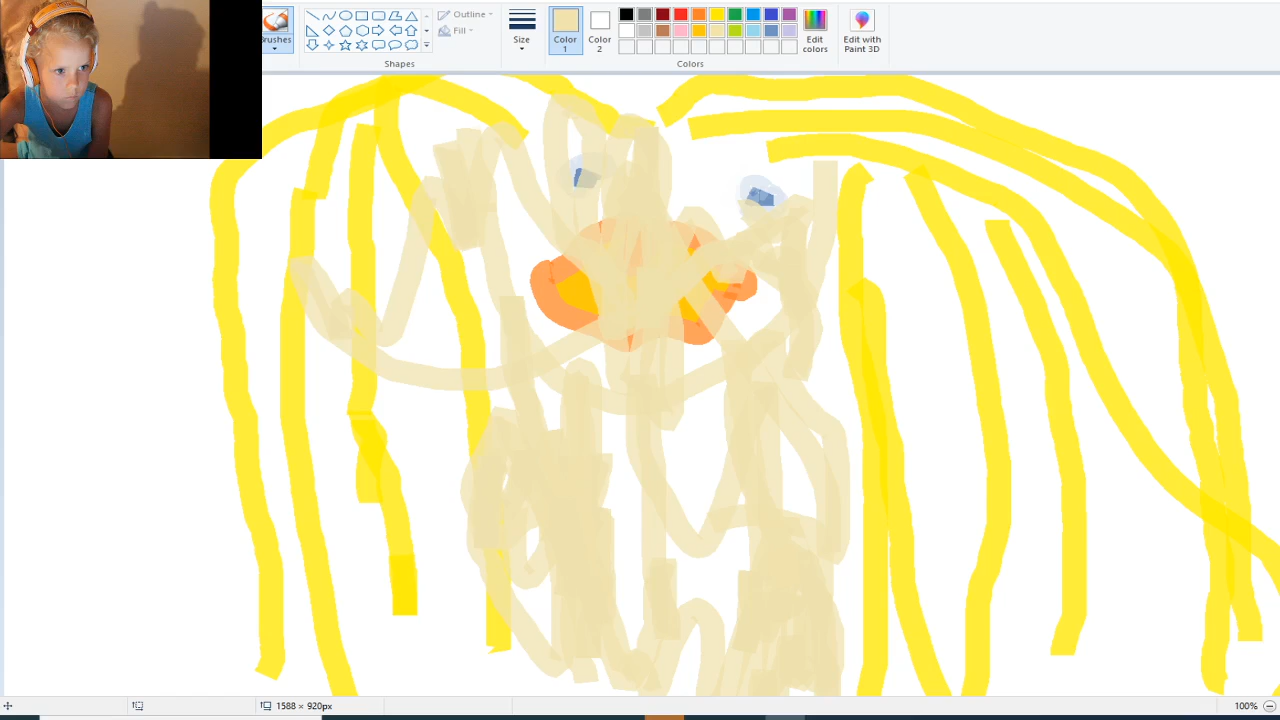 Outline
Fill
Brushes
Size
Color 1
Color 2
Edit colors
Edit with Paint 3D
Shapes
Colors
1588 × 920px
100%